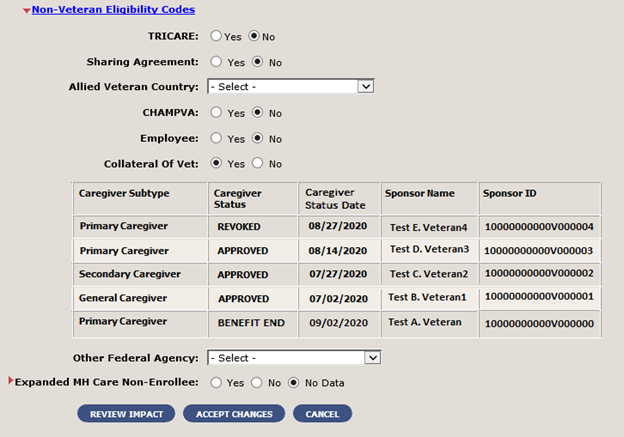 Non-Veteran Eligibility Codes
TRICARE: Yes No
Sharing Agreement: Yes No
Allied Veteran Country: - Select -
CHAMPVA: Yes No
Employee: Yes No
Collateral Of Vet: Yes No
Caregiver Subtype Caregiver Status Caregiver Status Date Sponsor Name Sponsor ID
Primary Caregiver REVOKED 08/27/2020 Test E. Veteran4 10000000000V000004
Primary Caregiver APPROVED 08/14/2020 Test D. Veteran3 10000000000V000003
Secondary Caregiver APPROVED 07/27/2020 Test C. Veteran2 10000000000V000002
General Caregiver APPROVED 07/02/2020 Test B. Veteran1 10000000000V000001
Primary Caregiver BENEFIT END 09/02/2020 Test A. Veteran 10000000000V000000
Other Federal Agency: - Select -
Expanded MH Care Non-Enrollee: Yes No No Data
REVIEW IMPACT ACCEPT CHANGES CANCEL